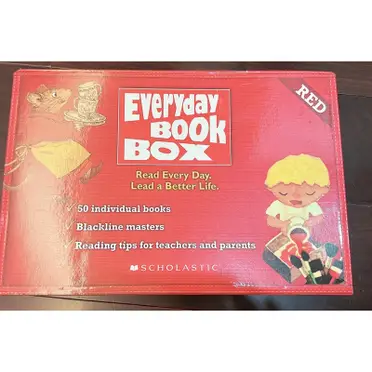 EVERYDAY
BOOK
BOX
RED
Read Every Day.
Lead a Better Life.
50 individual books
Blackline masters
Reading tips for teachers and parents
SCHOLASTIC